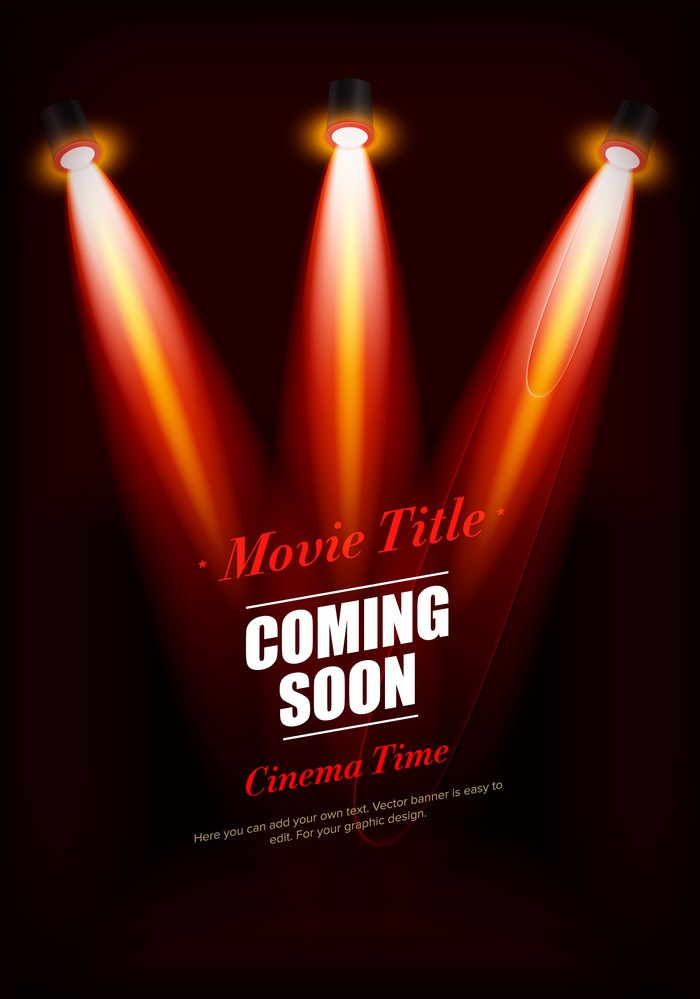 Movie Title
COMING
SOON
Cinema Time
Here you can add your own text. Vector banner is easy to
edit. For your graphic design.